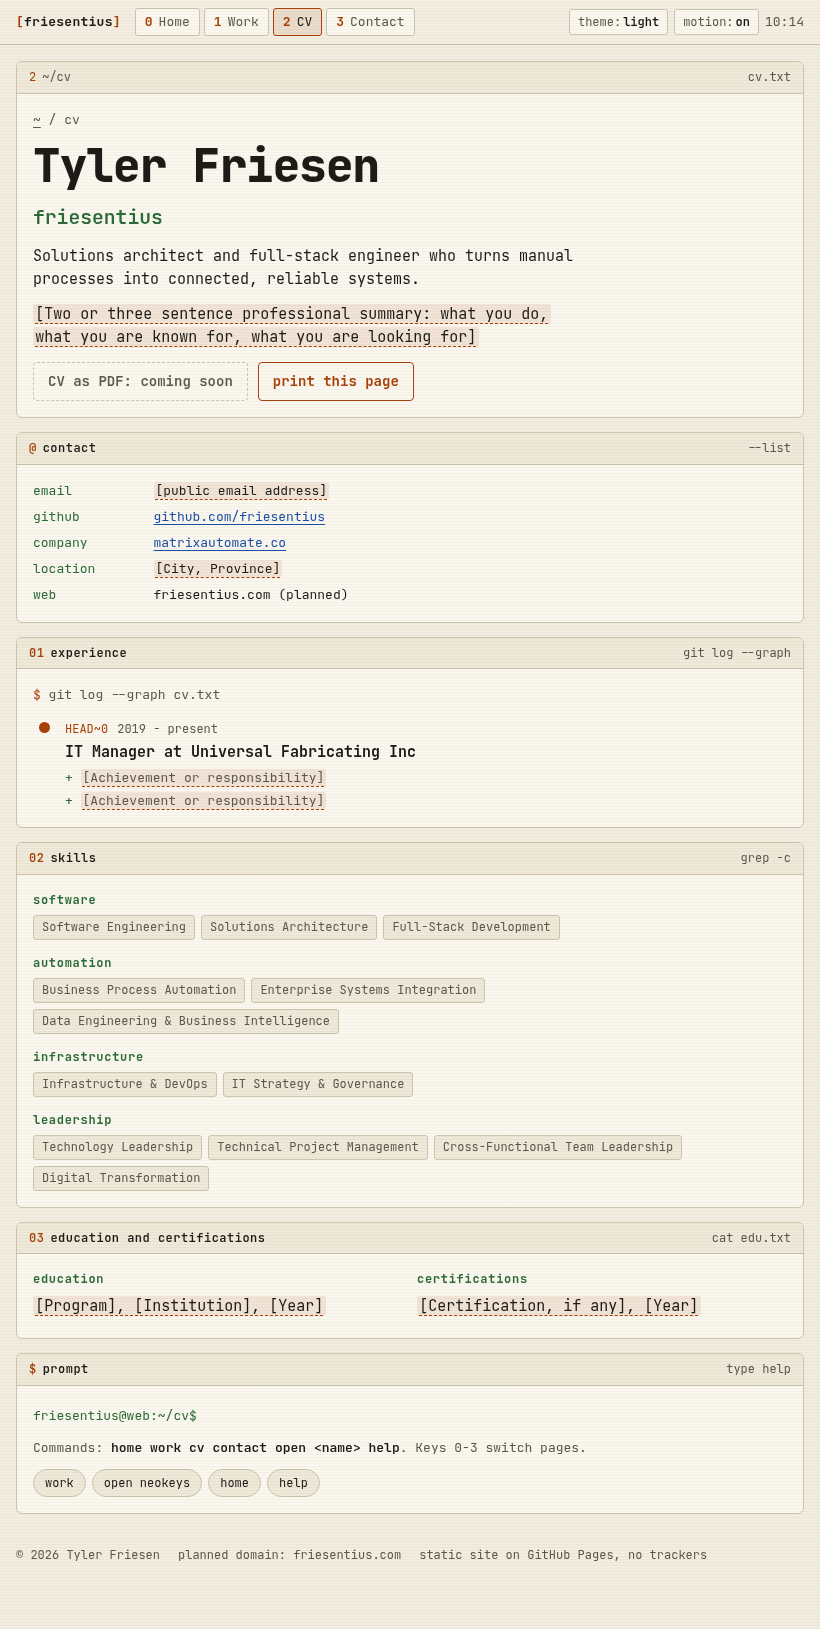 [friesentius] 0 Home 1 Work 2 CV 3 Contact theme:light motion:on 10:14
2 ~/cv cv.txt
~ / cv
Tyler Friesen
friesentius
Solutions architect and full-stack engineer who turns manual
processes into connected, reliable systems.
[Two or three sentence professional summary: what you do,
what you are known for, what you are looking for]
CV as PDF: coming soon print this page
@ contact --list
email [public email address]
github github.com/friesentius
company matrixautomate.co
location [City, Province]
web friesentius.com (planned)
01 experience git log --graph
$ git log --graph cv.txt
HEAD~0 2019 - present
IT Manager at Universal Fabricating Inc
+ [Achievement or responsibility]
+ [Achievement or responsibility]
02 skills grep -c
software
Software Engineering Solutions Architecture Full-Stack Development
automation
Business Process Automation Enterprise Systems Integration
Data Engineering & Business Intelligence
infrastructure
Infrastructure & DevOps IT Strategy & Governance
leadership
Technology Leadership Technical Project Management Cross-Functional Team Leadership
Digital Transformation
03 education and certifications cat edu.txt
education certifications
[Program], [Institution], [Year] [Certification, if any], [Year]
$ prompt type help
friesentius@web:~/cv$
Commands: home work cv contact open <name> help. Keys 0-3 switch pages.
work open neokeys home help
© 2026 Tyler Friesen planned domain: friesentius.com static site on GitHub Pages, no trackers